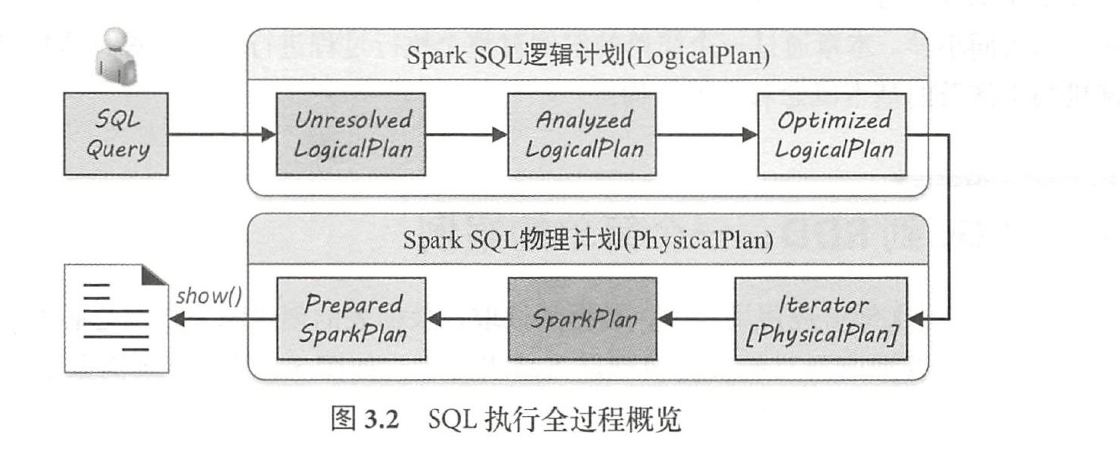 Spark SQL逻辑计划(LogicalPlan)
SQL
Query
Unresolved
LogicalPlan
Analyzed
LogicalPlan
Optimized
LogicalPlan
Spark SQL物理计划(PhysicalPlan)
show()
Prepared
SparkPlan
SparkPlan
Iterator
[PhysicalPlan]
图 3.2 SQL 执行全过程概览